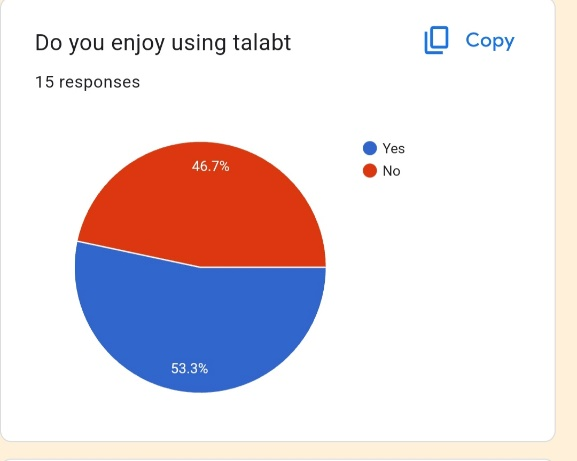 Do you enjoy using talabt
Copy
15 responses
Yes
No
46.7%
53.3%